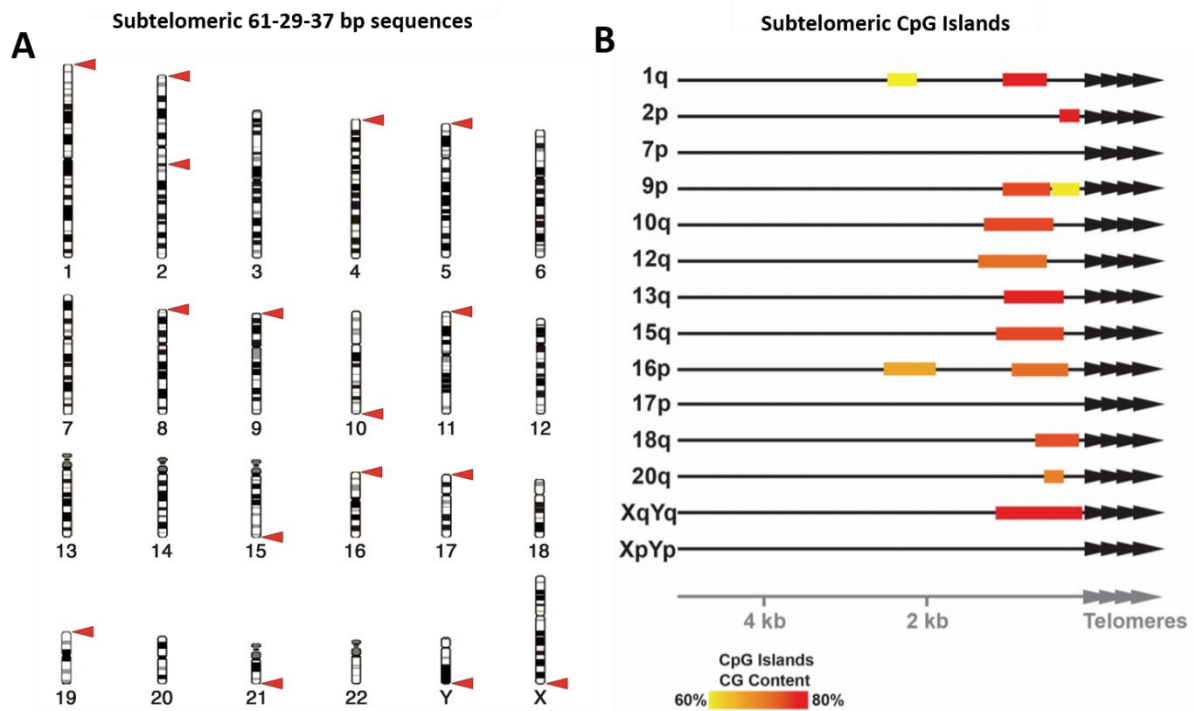 Subtelomeric 61-29-37 bp sequences
A
1 2 3 4 5 6
7 8 9 10 11 12
13 14 15 16 17 18
19 20 21 22 Y X
Subtelomeric CpG Islands
B
1q
2p
7p
9p
10q
12q
13q
15q
16p
17p
18q
20q
XqYq
XpYp
4 kb 2 kb Telomeres
CpG Islands
CG Content
60% 80%